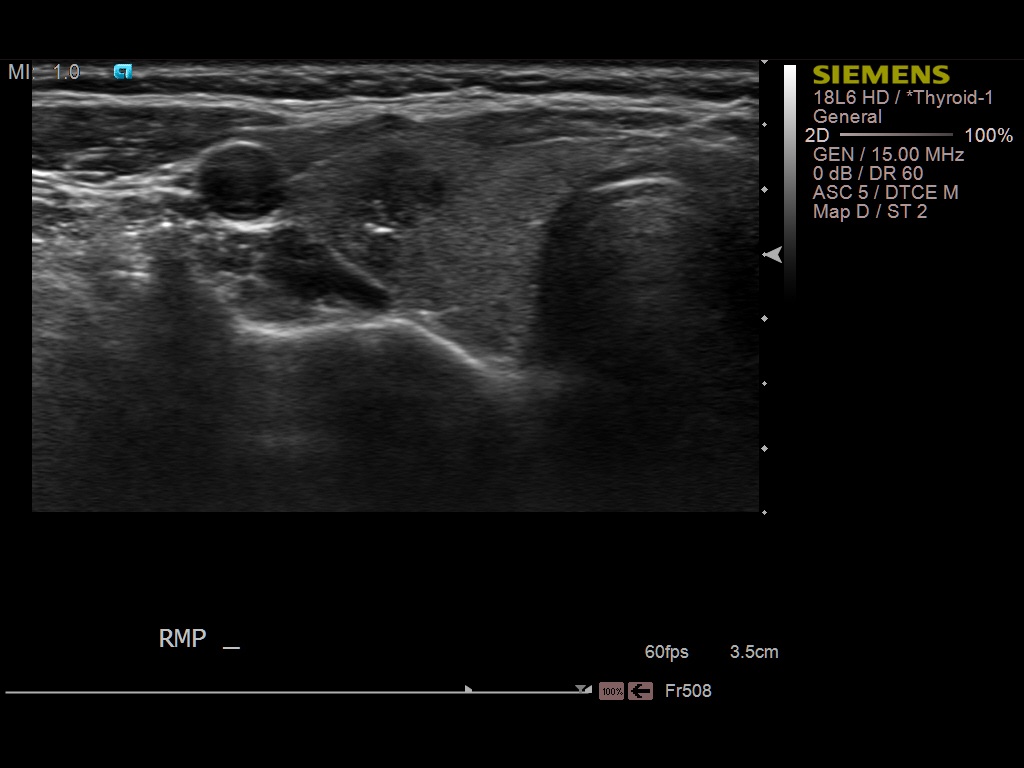 MI: 1.0
SIEMENS
18L6 HD / *Thyroid-1
General
2D 100%
GEN / 15.00 MHz
0 dB / DR 60
ASC 5 / DTCE M
Map D / ST 2
RMP _
60fps 3.5cm
100% Fr508